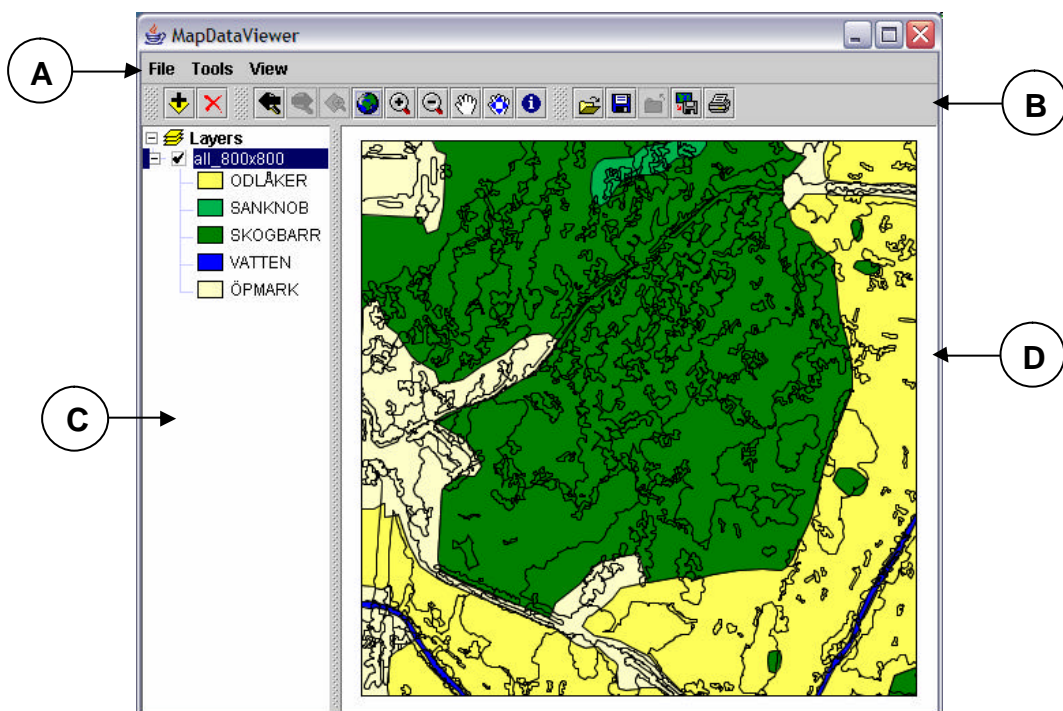 MapDataViewer
A
File Tools View
B
Layers
all_800x800
ODLÅKER
SANKNOB
SKOGBARR
VATTEN
ÖPMARK
D
C